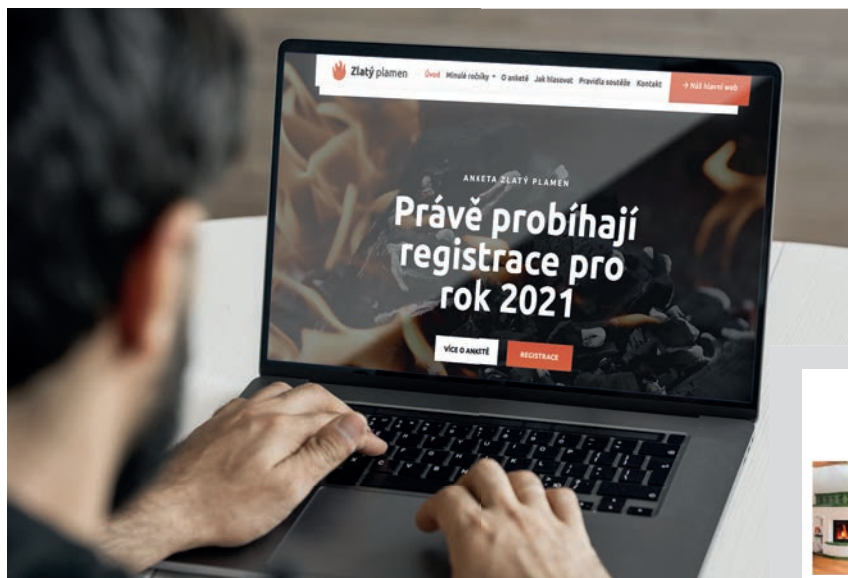 Zlatý plamen
Úvod Minulé ročníky O anketě Jak hlasovat Pravidla soutěže Kontakt → Náš hlavní web
ANKETA ZLATÝ PLAMEN
Právě probíhají
registrace pro
rok 2021
VÍCE O ANKETĚ REGISTRACE